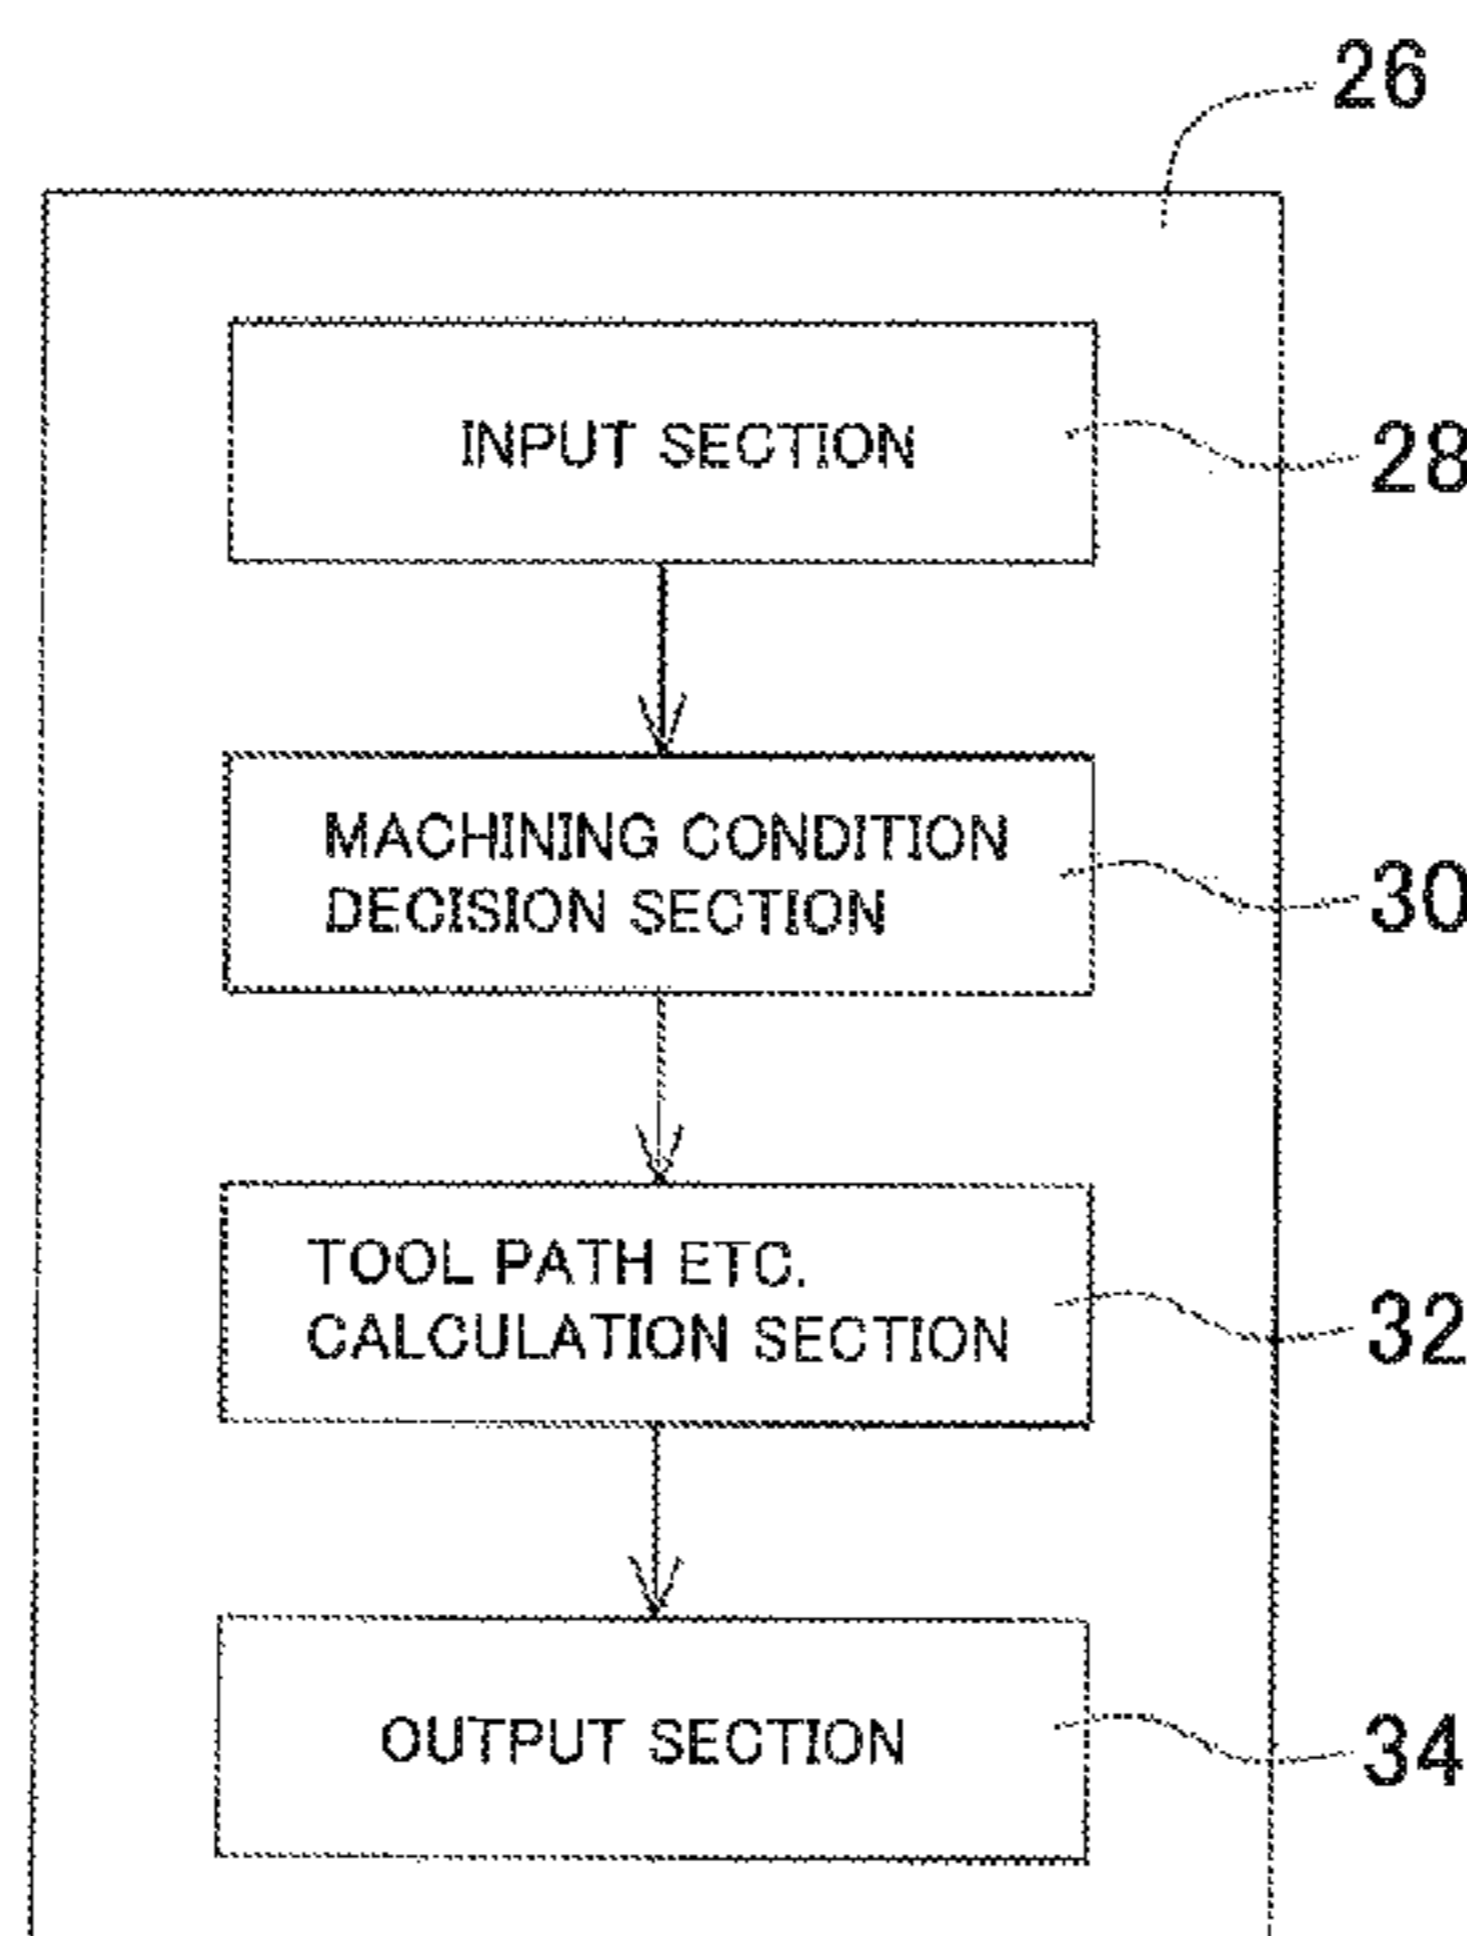 26
INPUT SECTION
28
MACHINING CONDITION
DECISION SECTION
30
TOOL PATH ETC.
CALCULATION SECTION
32
OUTPUT SECTION
34